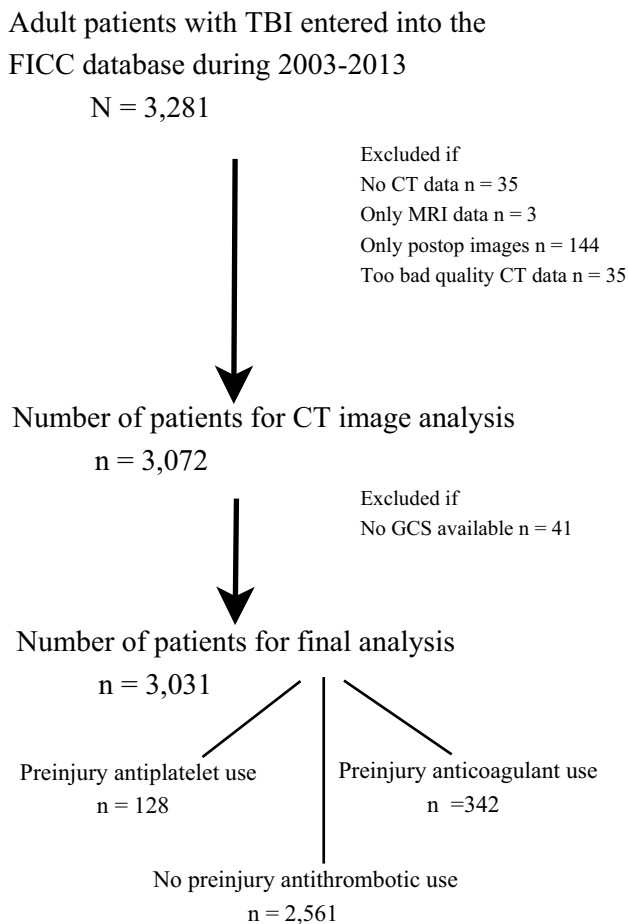 Adult patients with TBI entered into the
FICC database during 2003-2013
N = 3,281
Excluded if
No CT data n = 35
Only MRI data n = 3
Only postop images n = 144
Too bad quality CT data n = 35
Number of patients for CT image analysis
n = 3,072
Excluded if
No GCS available n = 41
Number of patients for final analysis
n = 3,031
Preinjury antiplatelet use
n = 128
Preinjury anticoagulant use
n =342
No preinjury antithrombotic use
n = 2,561